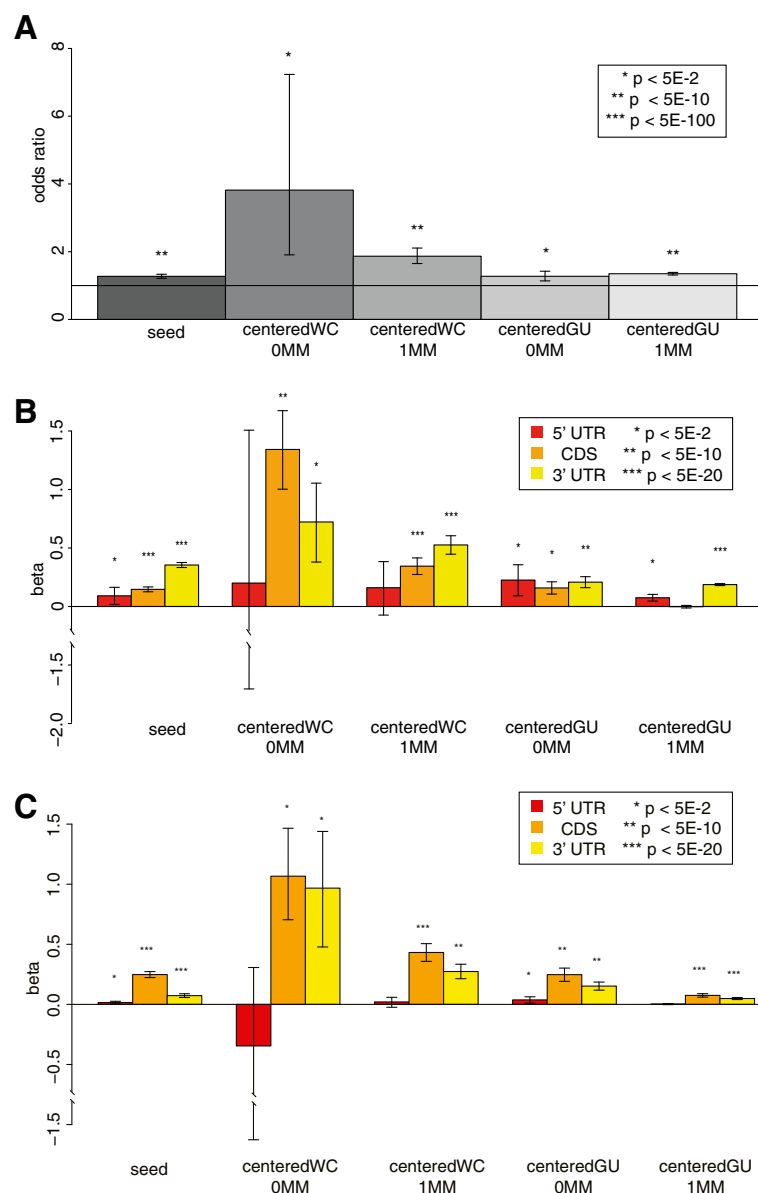 A
odds ratio
8
6
4
2
0
*
**
**
*
**
* p < 5E-2
** p < 5E-10
*** p < 5E-100
seed
centeredWC
0MM
centeredWC
1MM
centeredGU
0MM
centeredGU
1MM
B
beta
1.5
1.0
0.5
0
−1.5
−2.0
*
***
***
**
*
***
***
*
*
**
*
***
5' UTR * p < 5E-2
CDS ** p < 5E-10
3' UTR *** p < 5E-20
seed
centeredWC
0MM
centeredWC
1MM
centeredGU
0MM
centeredGU
1MM
C
beta
1.5
1.0
0.5
0.0
−0.5
−1.5
*
***
***
*
*
***
**
*
**
**
***
***
5' UTR * p < 5E-2
CDS ** p < 5E-10
3' UTR *** p < 5E-20
seed
centeredWC
0MM
centeredWC
1MM
centeredGU
0MM
centeredGU
1MM